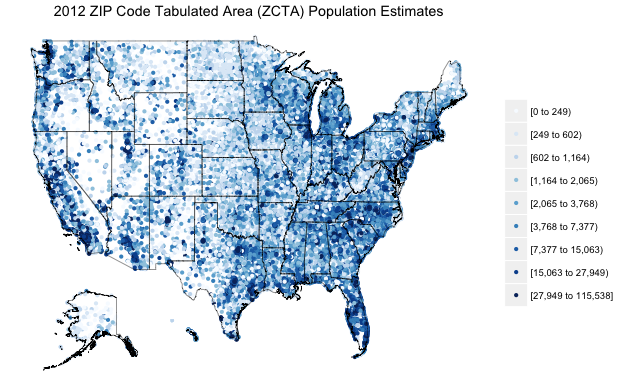 2012 ZIP Code Tabulated Area (ZCTA) Population Estimates
[0 to 249)
[249 to 602)
[602 to 1,164)
[1,164 to 2,065)
[2,065 to 3,768)
[3,768 to 7,377)
[7,377 to 15,063)
[15,063 to 27,949)
[27,949 to 115,538]